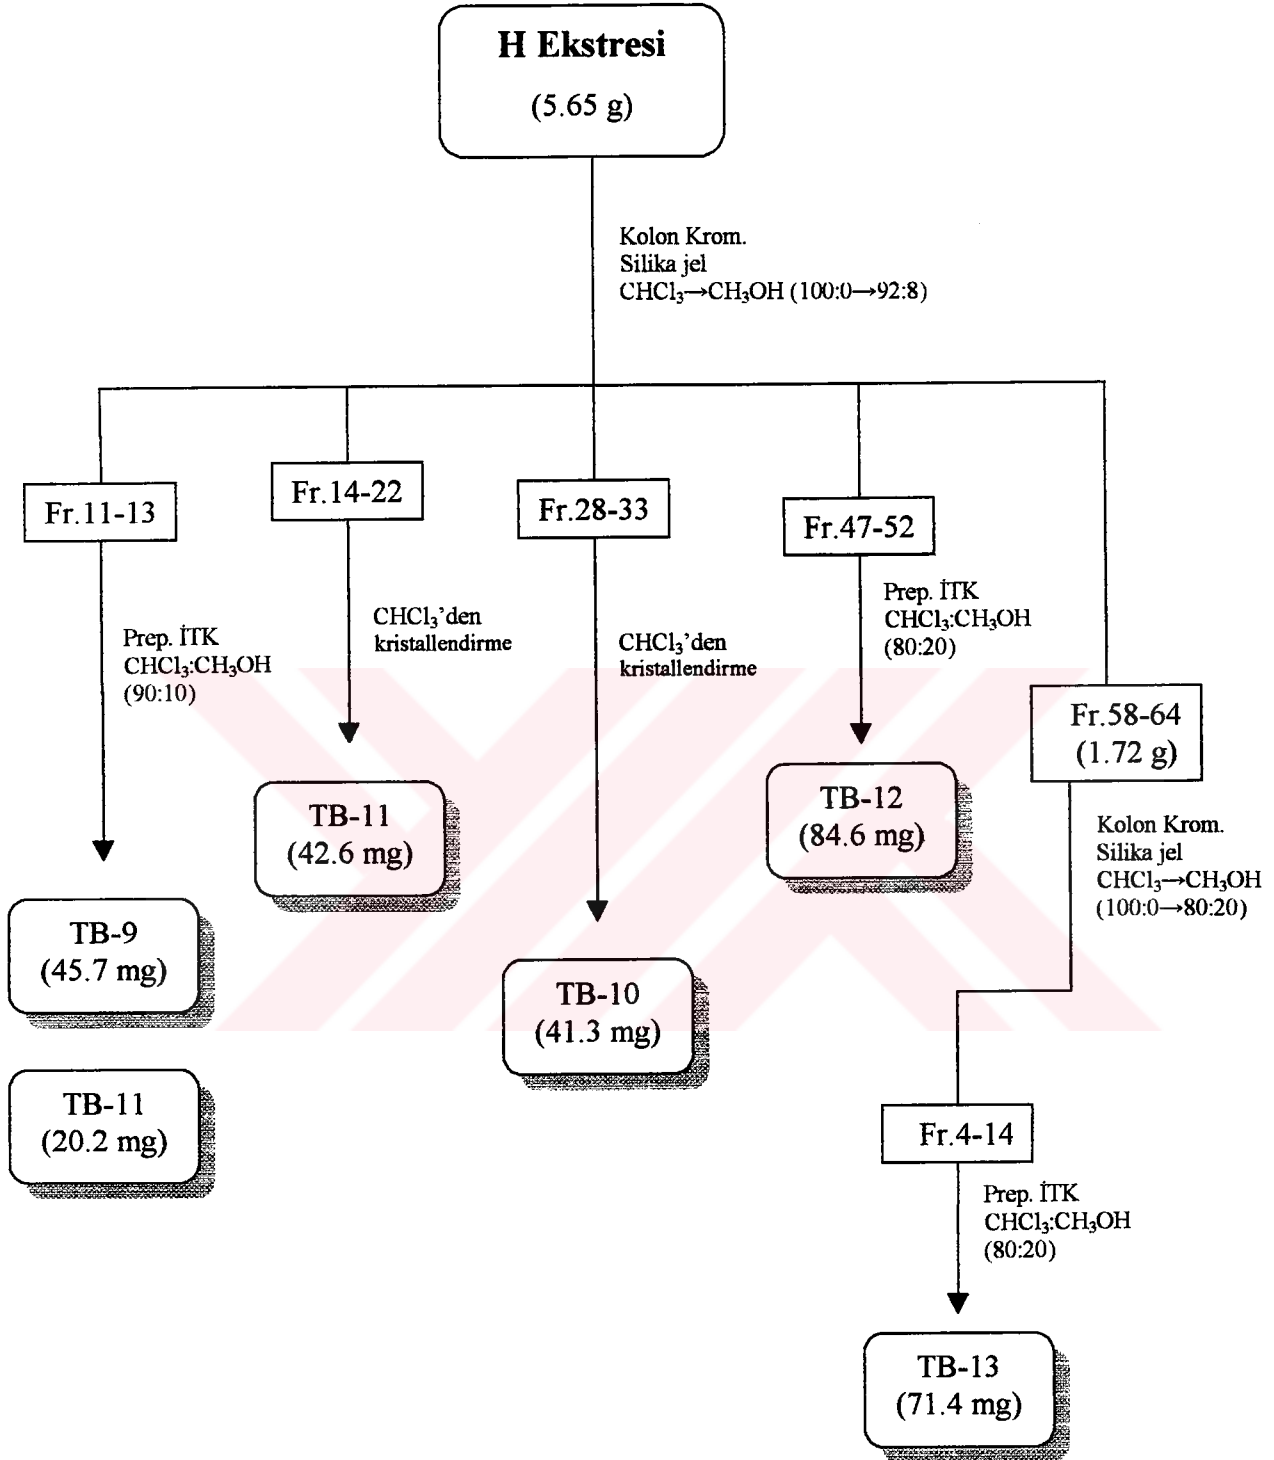 H Ekstresi
(5.65 g)
Kolon Krom.
Silika jel
CHCl₃→CH₃OH (100:0→92:8)
Fr.11-13
Prep. İTK
CHCl₃:CH₃OH
(90:10)
TB-9
(45.7 mg)
TB-11
(20.2 mg)
Fr.14-22
CHCl₃'den
kristallendirme
TB-11
(42.6 mg)
Fr.28-33
CHCl₃'den
kristallendirme
TB-10
(41.3 mg)
Fr.47-52
Prep. İTK
CHCl₃:CH₃OH
(80:20)
TB-12
(84.6 mg)
Fr.58-64
(1.72 g)
Kolon Krom.
Silika jel
CHCl₃→CH₃OH
(100:0→80:20)
Fr.4-14
Prep. İTK
CHCl₃:CH₃OH
(80:20)
TB-13
(71.4 mg)